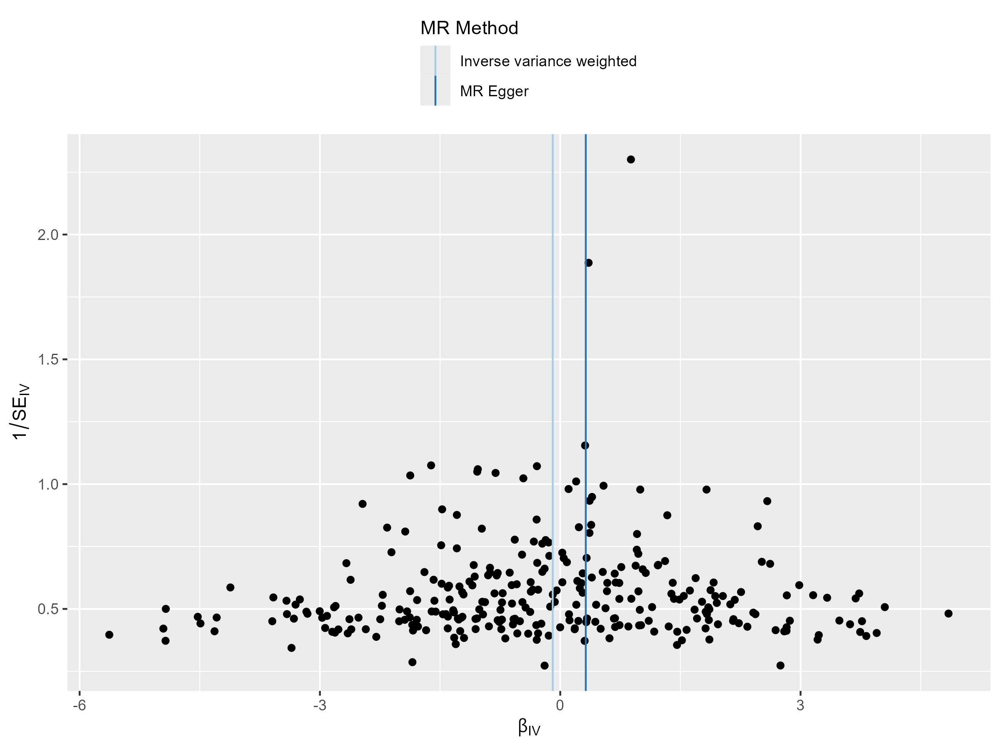 MR Method
Inverse variance weighted
MR Egger
2.0
1.5
1.0
0.5
1/SE_IV
-6 -3 0 3
β_IV